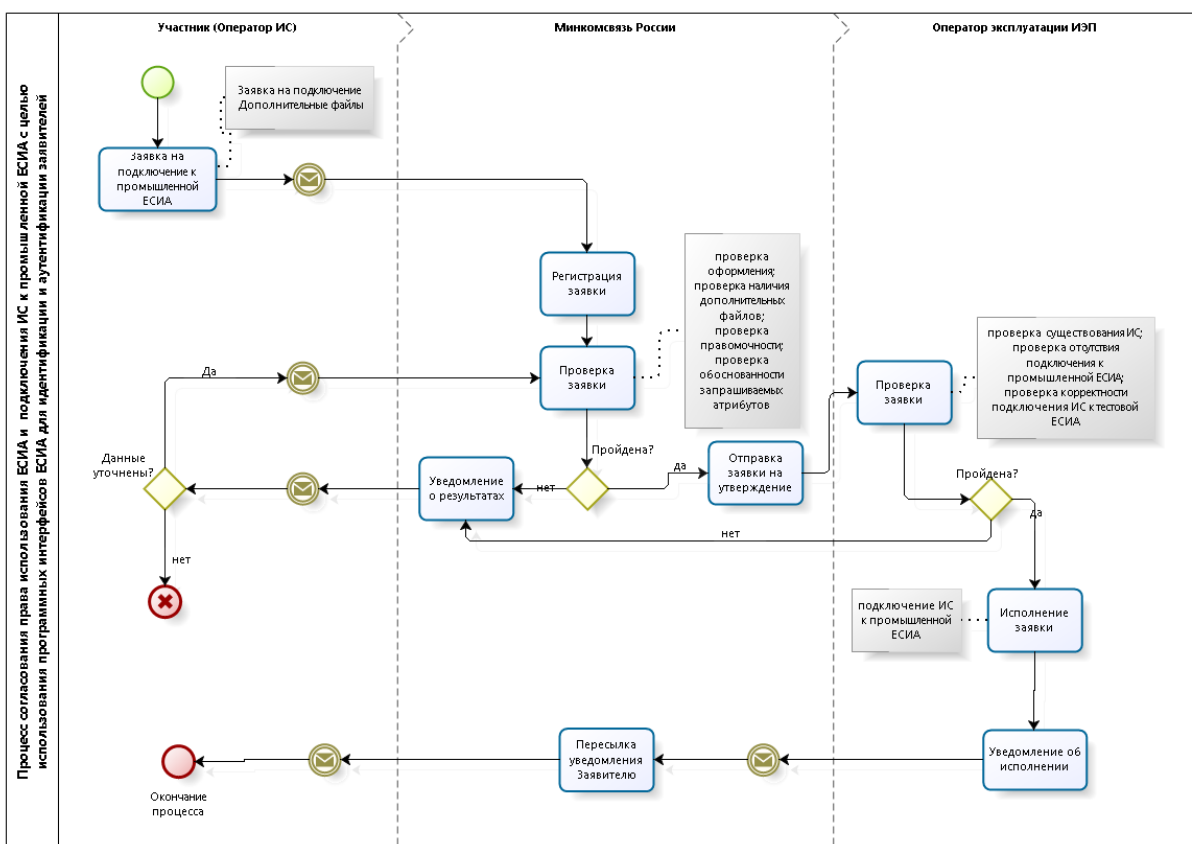 Процесс согласования права использования ЕСИА и подключения ИС к промышленной ЕСИА с целью
использования программных интерфейсов ЕСИА для идентификации и аутентификации заявителей
Участник (Оператор ИС)
Минкомсвязь России
Оператор эксплуатации ИЭП
Заявка на подключение
Дополнительные файлы
Заявка на
подключение к
промышленной
ЕСИА
Регистрация
заявки
проверка
оформления;
проверка наличия
дополнительных
файлов;
проверка
правомочности;
проверка
обоснованности
запрашиваемых
атрибутов
проверка существования ИС;
проверка отсутствия
подключения к
промышленной ЕСИА;
проверка корректности
подключения ИС к тестовой
ЕСИА
Да
Проверка
заявки
Проверка
заявки
Данные
уточнены?
Уведомление
о результатах
нет
Пройдена?
да
Отправка
заявки на
утверждение
Пройдена?
да
нет
нет
подключение ИС
к промышленной
ЕСИА
Исполнение
заявки
Пересылка
уведомления
Заявителю
Уведомление об
исполнении
Окончание
процесса